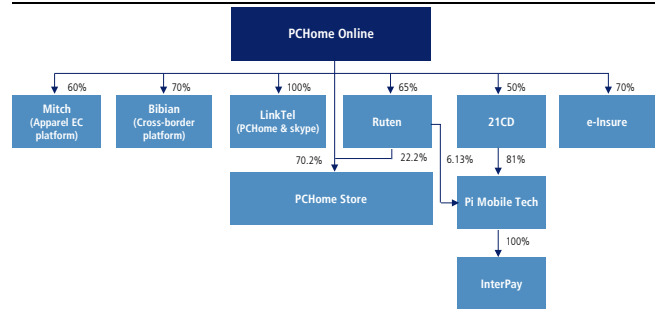 PCHome Online
60%
70%
100%
65%
50%
70%
Mitch
(Apparel EC
platform)
Bibian
(Cross-border
platform)
LinkTel
(PCHome & skype)
Ruten
21CD
e-Insure
70.2%
22.2%
6.13%
81%
PCHome Store
Pi Mobile Tech
100%
InterPay